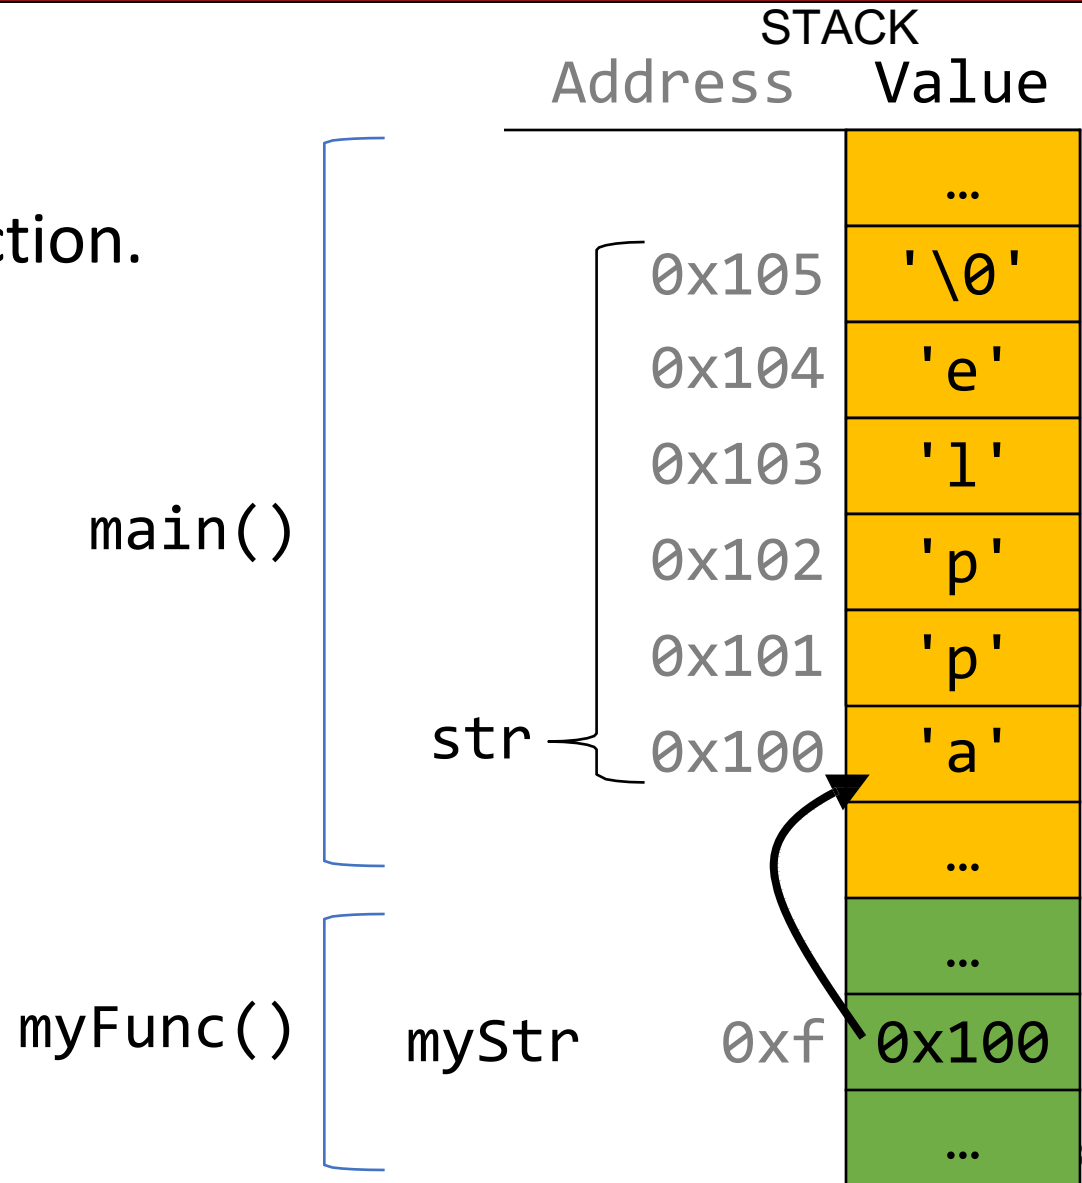 STACK
Address Value
…
ction.
0x105 '\0'
0x104 'e'
0x103 'l'
main()
0x102 'p'
0x101 'p'
str 0x100 'a'
…
…
myFunc() myStr 0xf 0x100
…